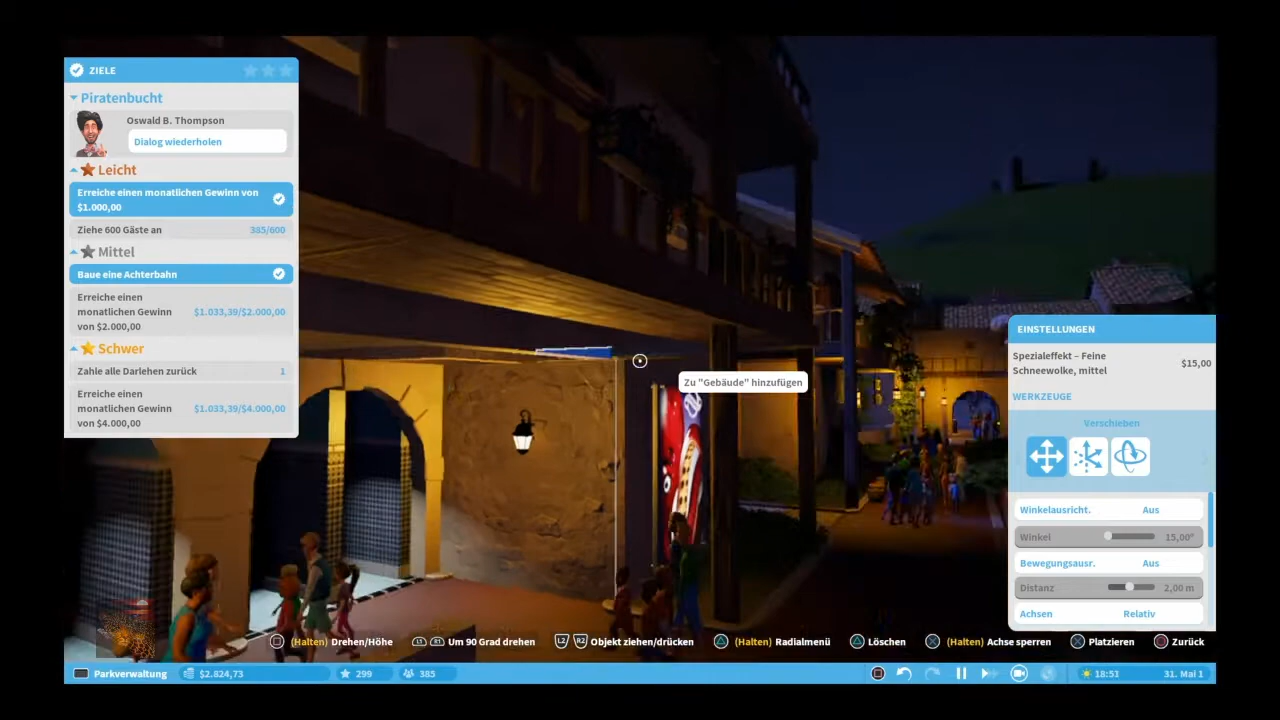 ZIELE
Piratenbucht
Oswald B. Thompson
Dialog wiederholen
Leicht
Erreiche einen monatlichen Gewinn von
$1.000,00
Ziehe 600 Gäste an 385/600
Mittel
Baue eine Achterbahn
Erreiche einen
monatlichen Gewinn $1.033,39/$2.000,00
von $2.000,00
Schwer
Zahle alle Darlehen zurück 1
Erreiche einen
monatlichen Gewinn $1.033,39/$4.000,00
von $4.000,00
Zu "Gebäude" hinzufügen
EINSTELLUNGEN
Spezialeffekt – Feine
Schneewolke, mittel $15,00
WERKZEUGE
Verschieben
Winkelausricht. Aus
Winkel 15,00°
Bewegungsausr. Aus
Distanz 2,00 m
Achsen Relativ
(Halten) Drehen/Höhe L1 R1 Um 90 Grad drehen L2 R2 Objekt ziehen/drücken (Halten) Radialmenü Löschen (Halten) Achse sperren Platzieren Zurück
Parkverwaltung $2.824,73 299 385 18:51 31. Mai 1